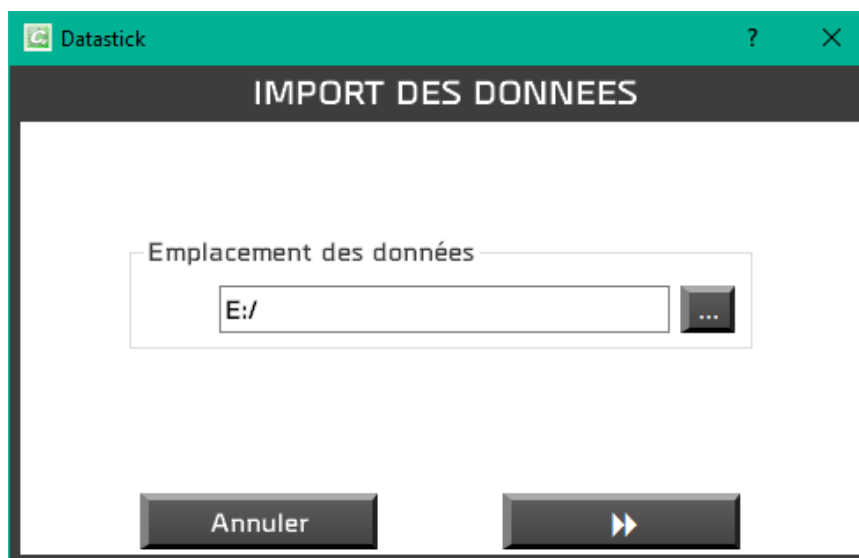 Datastick
IMPORT DES DONNEES
Emplacement des données
E:/
...
Annuler